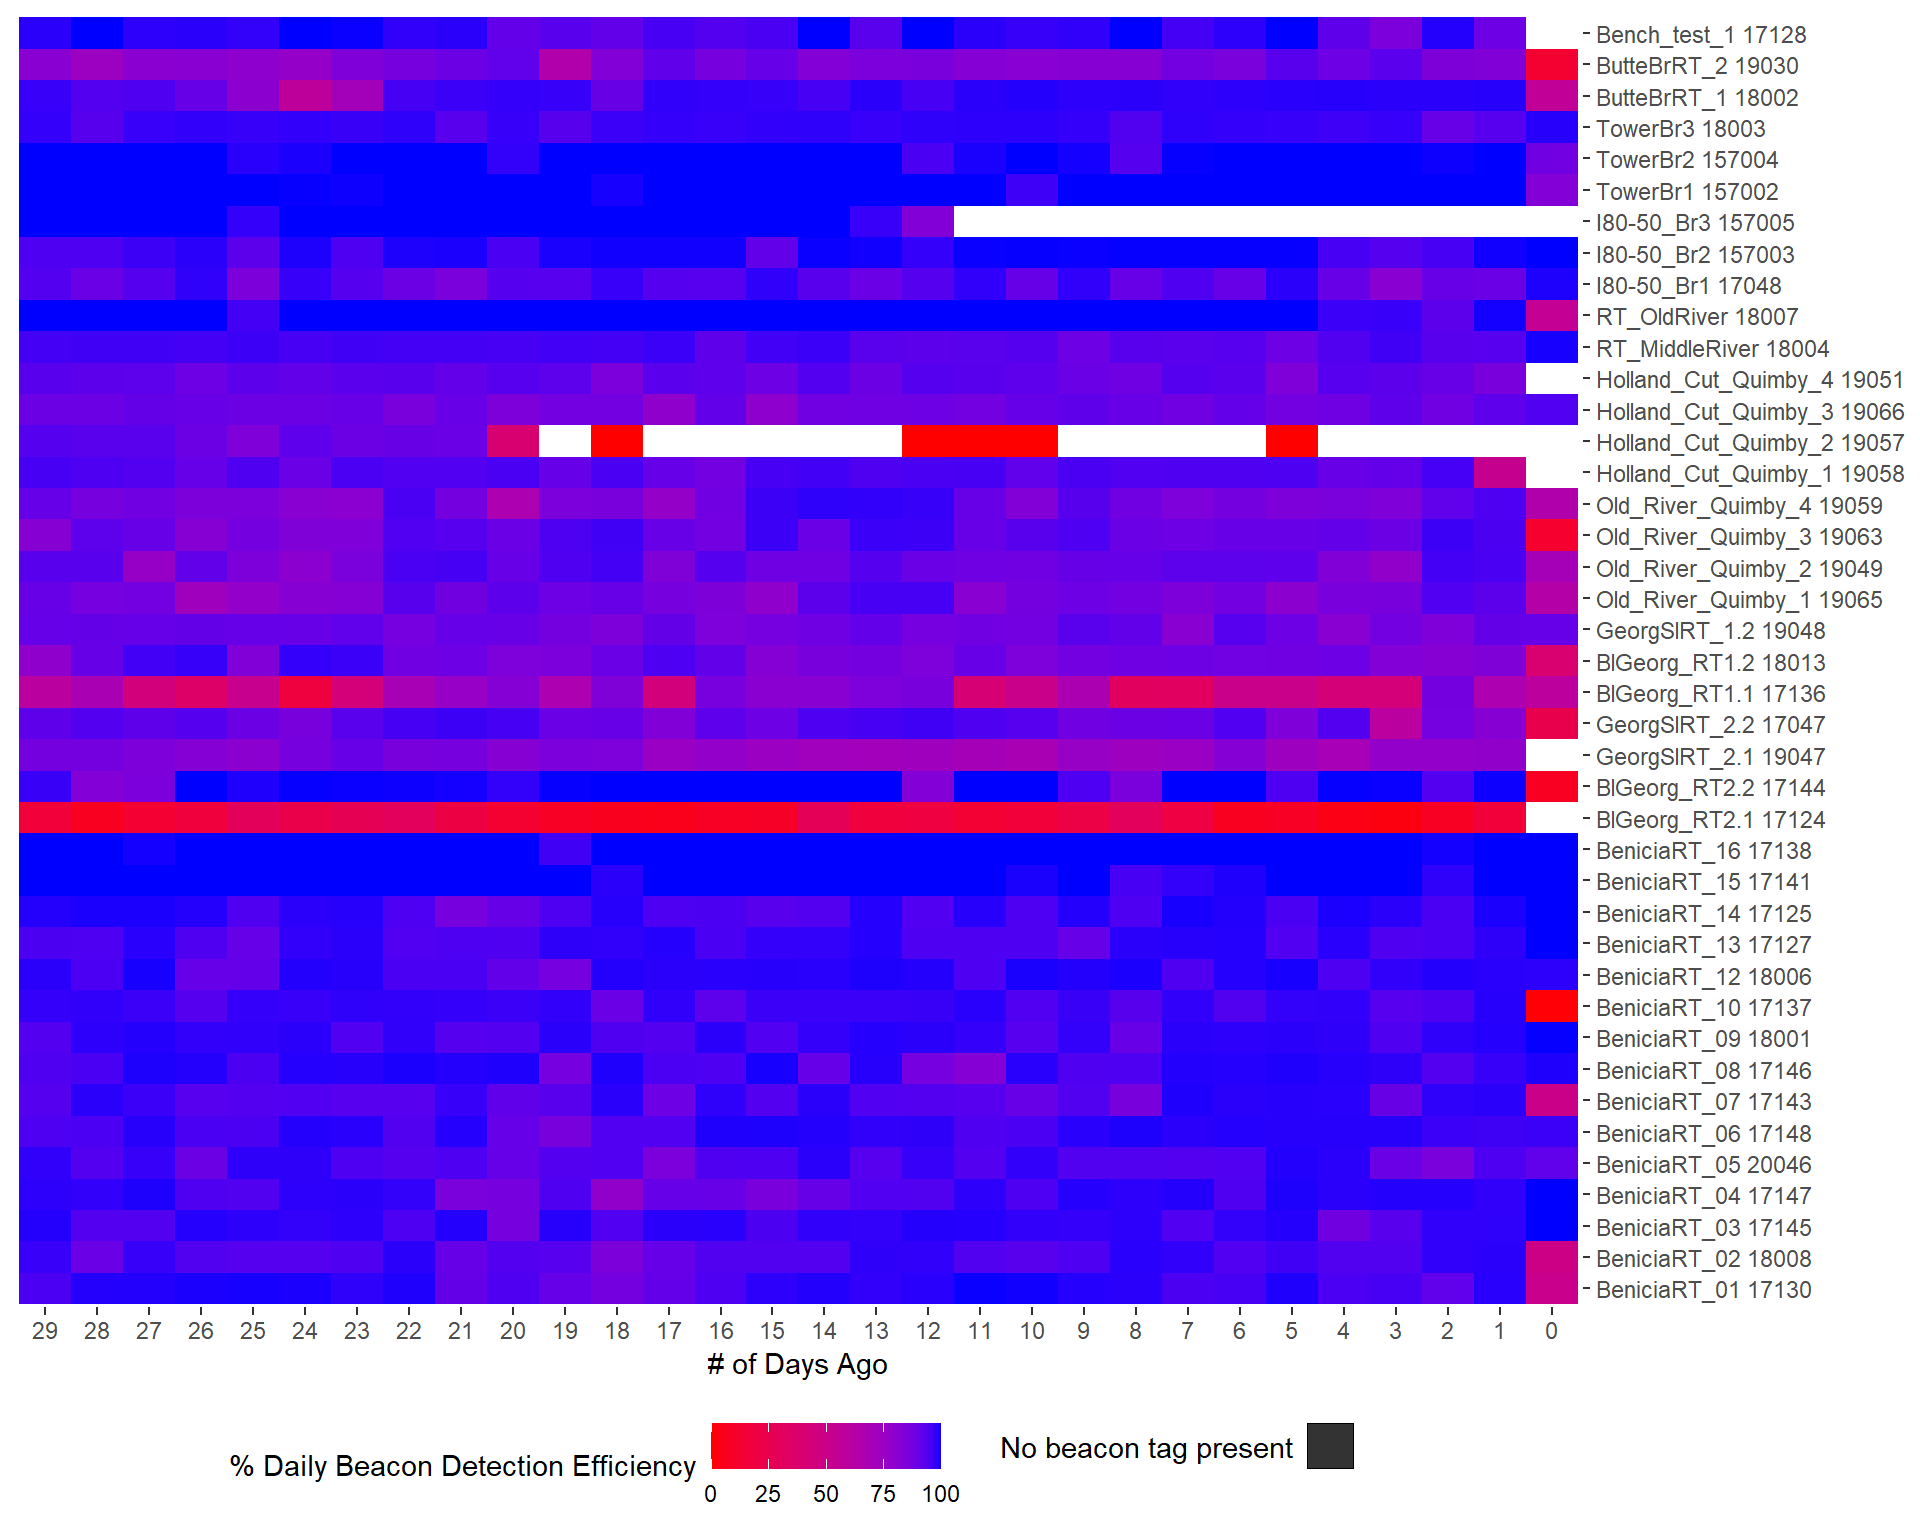 Bench_test_1 17128
ButteBrRT_2 19030
ButteBrRT_1 18002
TowerBr3 18003
TowerBr2 157004
TowerBr1 157002
I80-50_Br3 157005
I80-50_Br2 157003
I80-50_Br1 17048
RT_OldRiver 18007
RT_MiddleRiver 18004
Holland_Cut_Quimby_4 19051
Holland_Cut_Quimby_3 19066
Holland_Cut_Quimby_2 19057
Holland_Cut_Quimby_1 19058
Old_River_Quimby_4 19059
Old_River_Quimby_3 19063
Old_River_Quimby_2 19049
Old_River_Quimby_1 19065
GeorgSlRT_1.2 19048
BlGeorg_RT1.2 18013
BlGeorg_RT1.1 17136
GeorgSlRT_2.2 17047
GeorgSlRT_2.1 19047
BlGeorg_RT2.2 17144
BlGeorg_RT2.1 17124
BeniciaRT_16 17138
BeniciaRT_15 17141
BeniciaRT_14 17125
BeniciaRT_13 17127
BeniciaRT_12 18006
BeniciaRT_10 17137
BeniciaRT_09 18001
BeniciaRT_08 17146
BeniciaRT_07 17143
BeniciaRT_06 17148
BeniciaRT_05 20046
BeniciaRT_04 17147
BeniciaRT_03 17145
BeniciaRT_02 18008
BeniciaRT_01 17130
29 28 27 26 25 24 23 22 21 20 19 18 17 16 15 14 13 12 11 10 9 8 7 6 5 4 3 2 1 0
# of Days Ago
% Daily Beacon Detection Efficiency
0 25 50 75 100
No beacon tag present